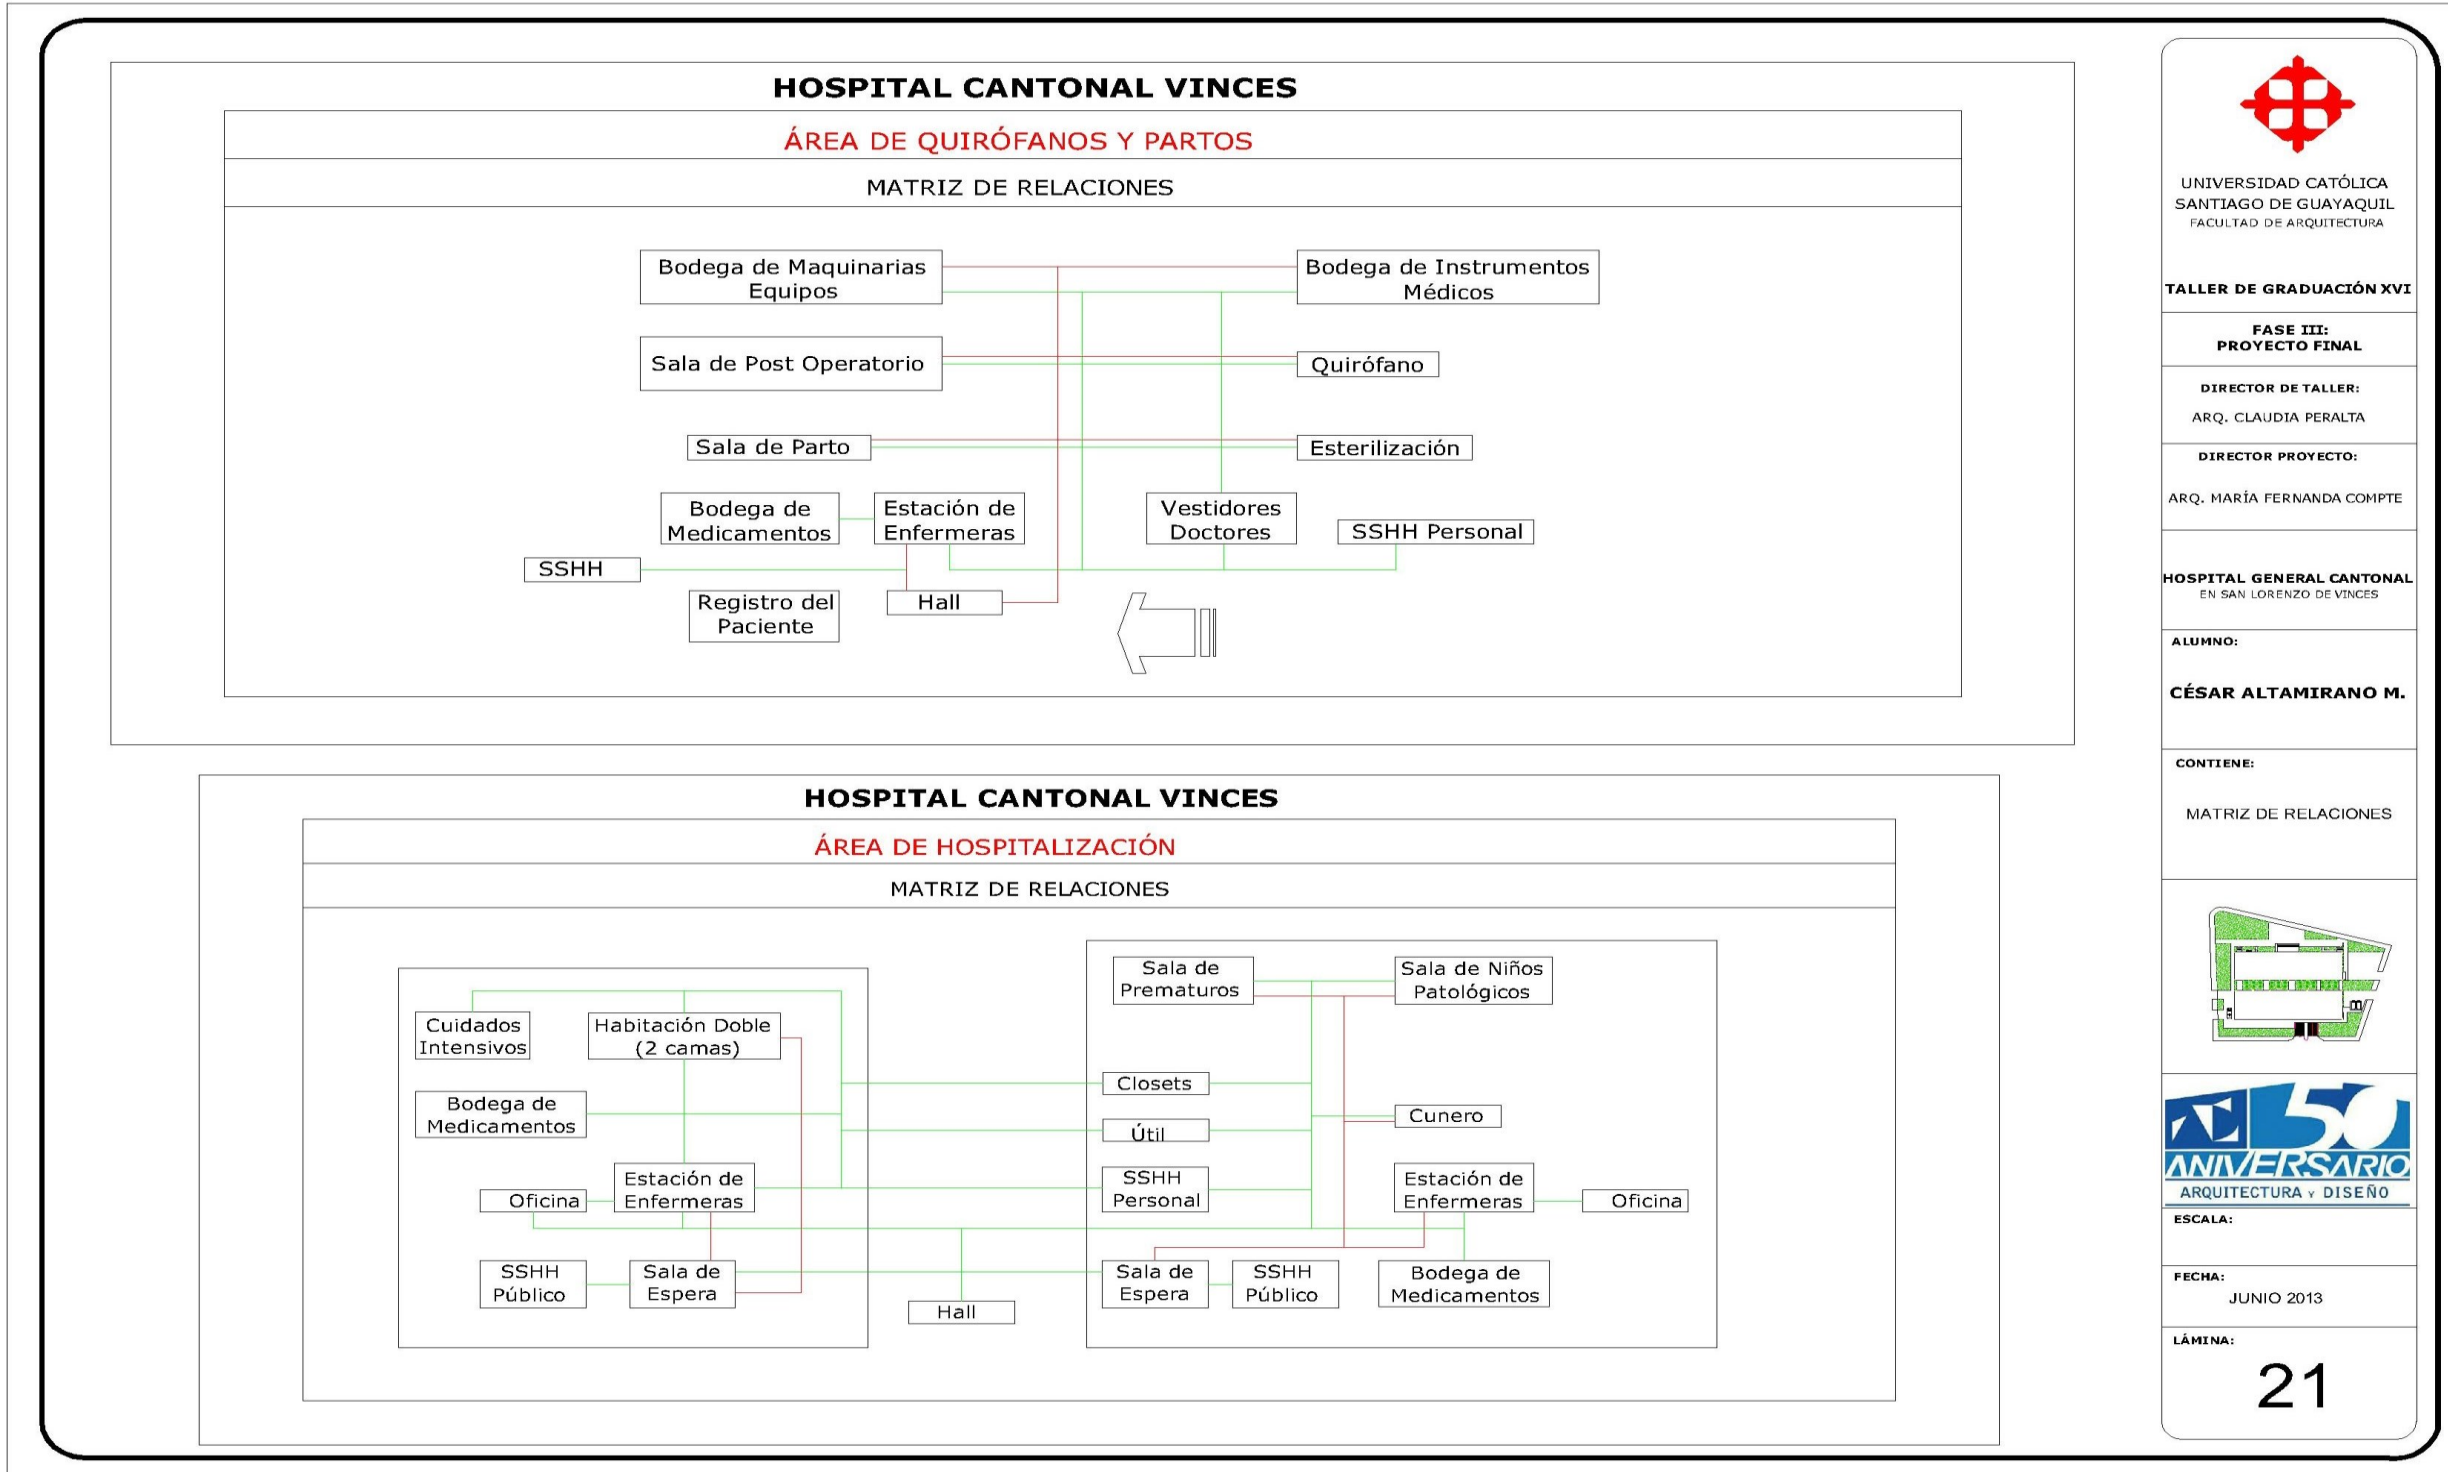 HOSPITAL CANTONAL VINCES
ÁREA DE QUIRÓFANOS Y PARTOS
MATRIZ DE RELACIONES
Bodega de Maquinarias
Equipos
Bodega de Instrumentos
Médicos
Sala de Post Operatorio
Quirófano
Sala de Parto
Esterilización
Bodega de
Medicamentos
Estación de
Enfermeras
Vestidores
Doctores
SSHH Personal
SSHH
Registro del
Paciente
Hall
HOSPITAL CANTONAL VINCES
ÁREA DE HOSPITALIZACIÓN
MATRIZ DE RELACIONES
Cuidados
Intensivos
Habitación Doble
(2 camas)
Bodega de
Medicamentos
Estación de
Enfermeras
Oficina
SSHH
Público
Sala de
Espera
Hall
Sala de
Prematuros
Sala de Niños
Patológicos
Closets
Cunero
Útil
SSHH
Personal
Estación de
Enfermeras
Oficina
Sala de
Espera
SSHH
Público
Bodega de
Medicamentos
UNIVERSIDAD CATÓLICA
SANTIAGO DE GUAYAQUIL
FACULTAD DE ARQUITECTURA
TALLER DE GRADUACIÓN XVI
FASE III:
PROYECTO FINAL
DIRECTOR DE TALLER:
ARQ. CLAUDIA PERALTA
DIRECTOR PROYECTO:
ARQ. MARÍA FERNANDA COMPTE
HOSPITAL GENERAL CANTONAL
EN SAN LORENZO DE VINCES
ALUMNO:
CÉSAR ALTAMIRANO M.
CONTIENE:
MATRIZ DE RELACIONES
50
ANIVERSARIO
ARQUITECTURA Y DISEÑO
ESCALA:
FECHA:
JUNIO 2013
LÁMINA:
21